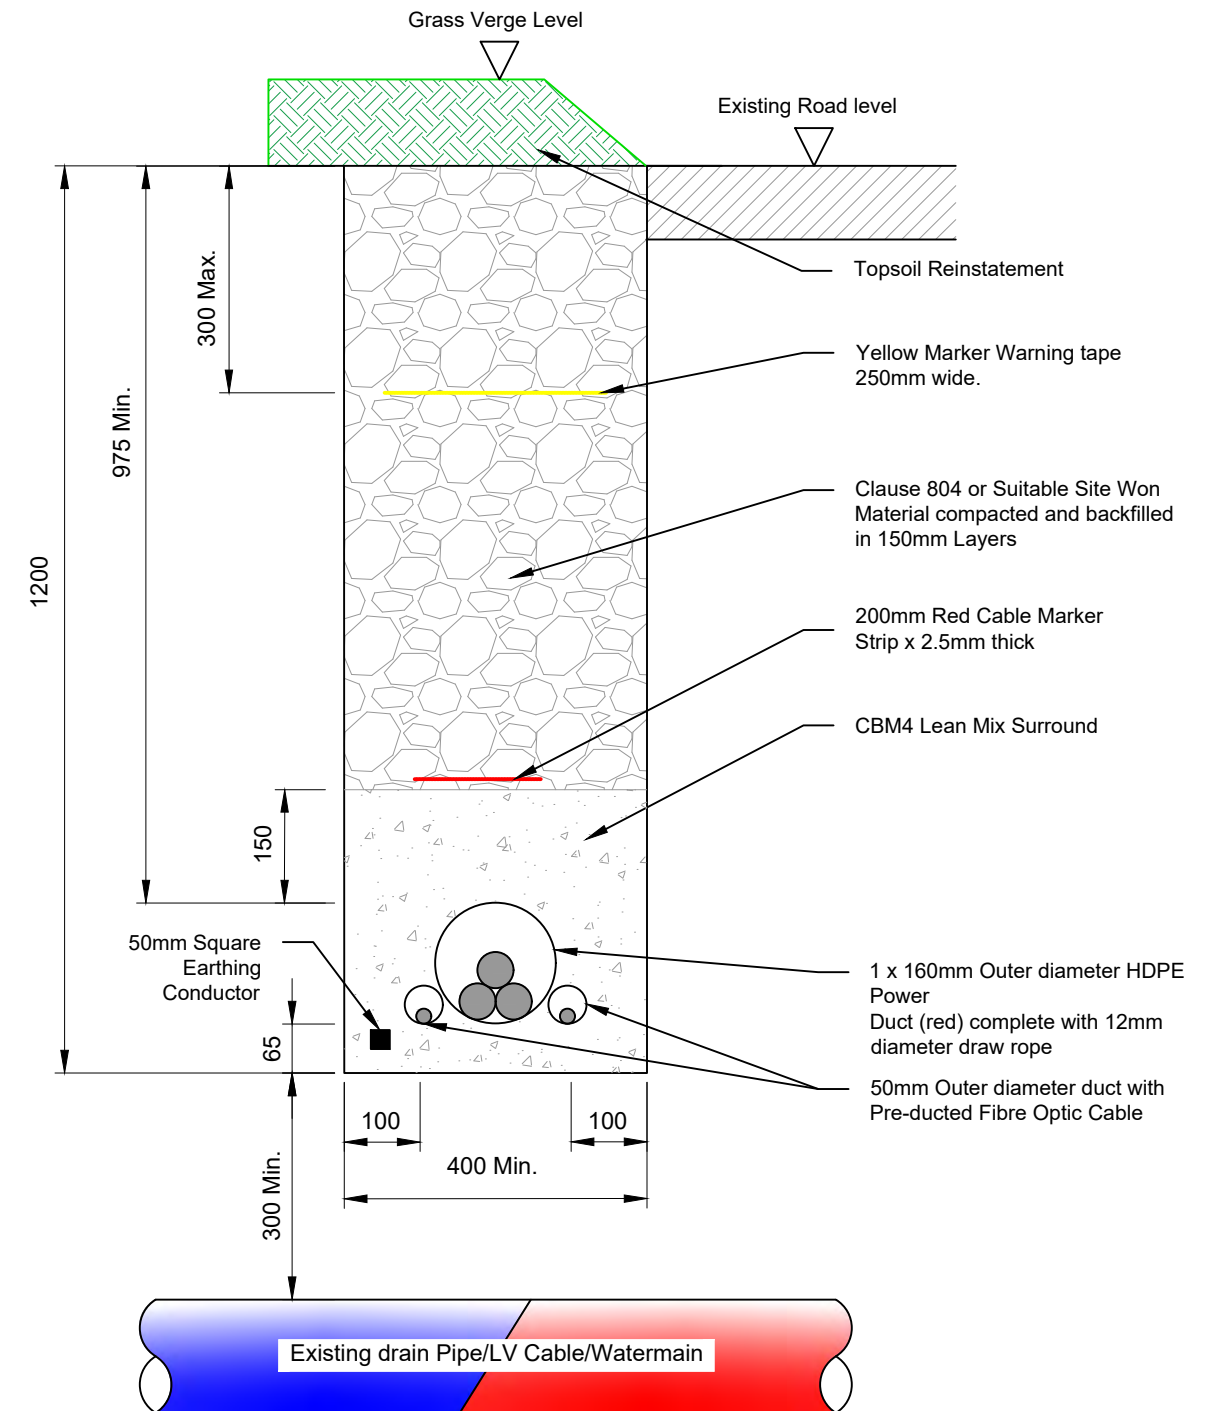 Grass Verge Level
Existing Road level
Topsoil Reinstatement
300 Max.
Yellow Marker Warning tape
250mm wide.
975 Min.
Clause 804 or Suitable Site Won
Material compacted and backfilled
in 150mm Layers
1200
200mm Red Cable Marker
Strip x 2.5mm thick
CBM4 Lean Mix Surround
150
50mm Square
Earthing
Conductor
1 x 160mm Outer diameter HDPE
Power
Duct (red) complete with 12mm
diameter draw rope
65
50mm Outer diameter duct with
Pre-ducted Fibre Optic Cable
100
100
400 Min.
300 Min.
Existing drain Pipe/LV Cable/Watermain